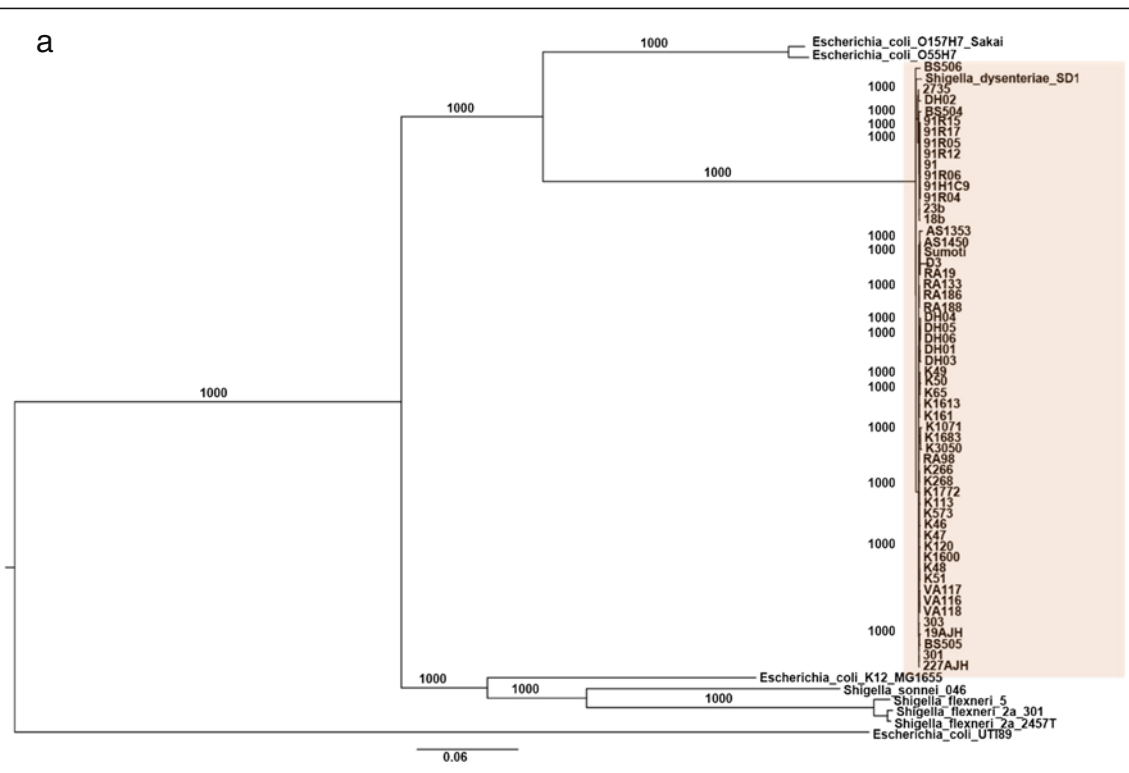 a
1000
Escherichia_coli_O157H7_Sakai
Escherichia_coli_O55H7
BS506
Shigella_dysenteriae_SD1
1000
2735
DH02
1000
1000
BS504
1000
91R15
1000
91R17
91R05
91R12
91
1000
91R06
91H1C9
91R04
23b
18b
AS1353
1000
AS1450
1000
Sumoti
D3
RA19
1000
RA133
RA186
RA188
1000
DH04
DH05
1000
DH06
DH01
DH03
1000
K49
K50
1000
K65
1000
K1613
K161
1000
K1071
K1683
K3050
RA98
K266
1000
K268
K1772
K113
K573
K46
K47
1000
K120
K1600
K48
K51
VA117
VA116
VA118
303
1000
19AJH
BS505
301
227AJH
1000
Escherichia_coli_K12_MG1655
1000
Shigella_sonnei_046
1000
Shigella_flexneri_5
Shigella_flexneri_2a_301
Shigella_flexneri_2a_2457T
Escherichia_coli_UTI89
0.06